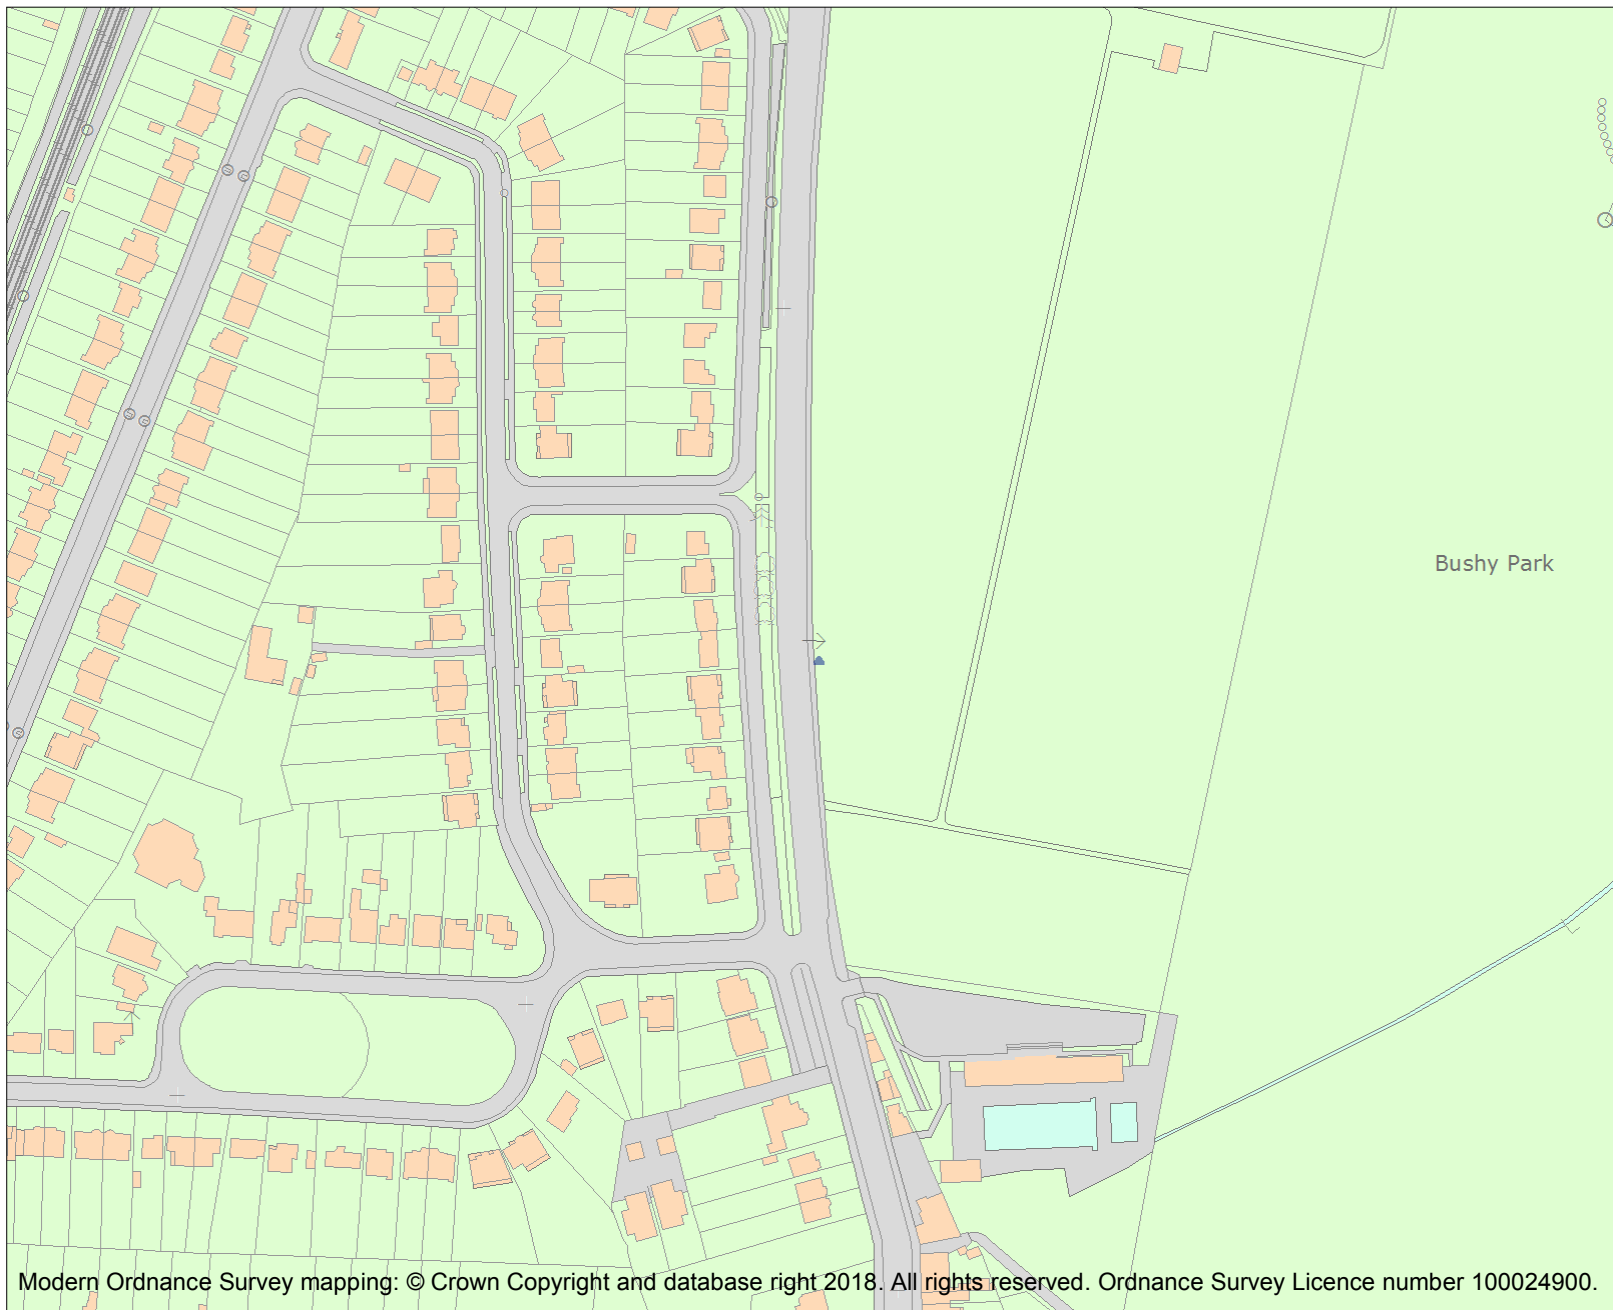 Bushy Park
Modern Ordnance Survey mapping: © Crown Copyright and database right 2018. All rights reserved. Ordnance Survey Licence number 100024900.